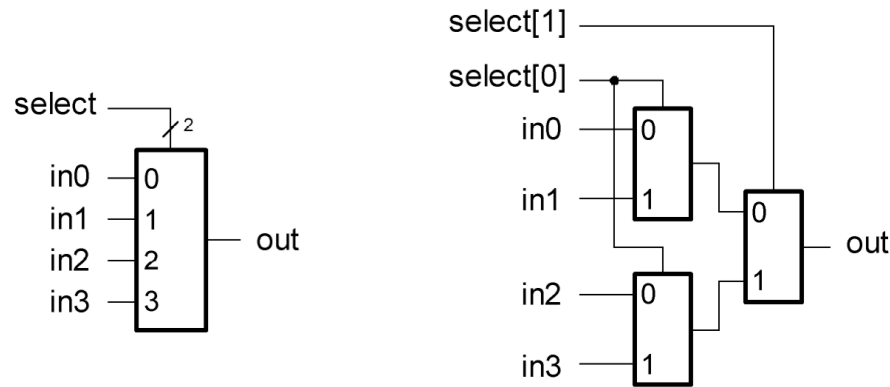 select
2
in0
0
in1
1
in2
2
in3
3
out
select[1]
select[0]
in0
0
in1
1
0
out
1
in2
0
in3
1